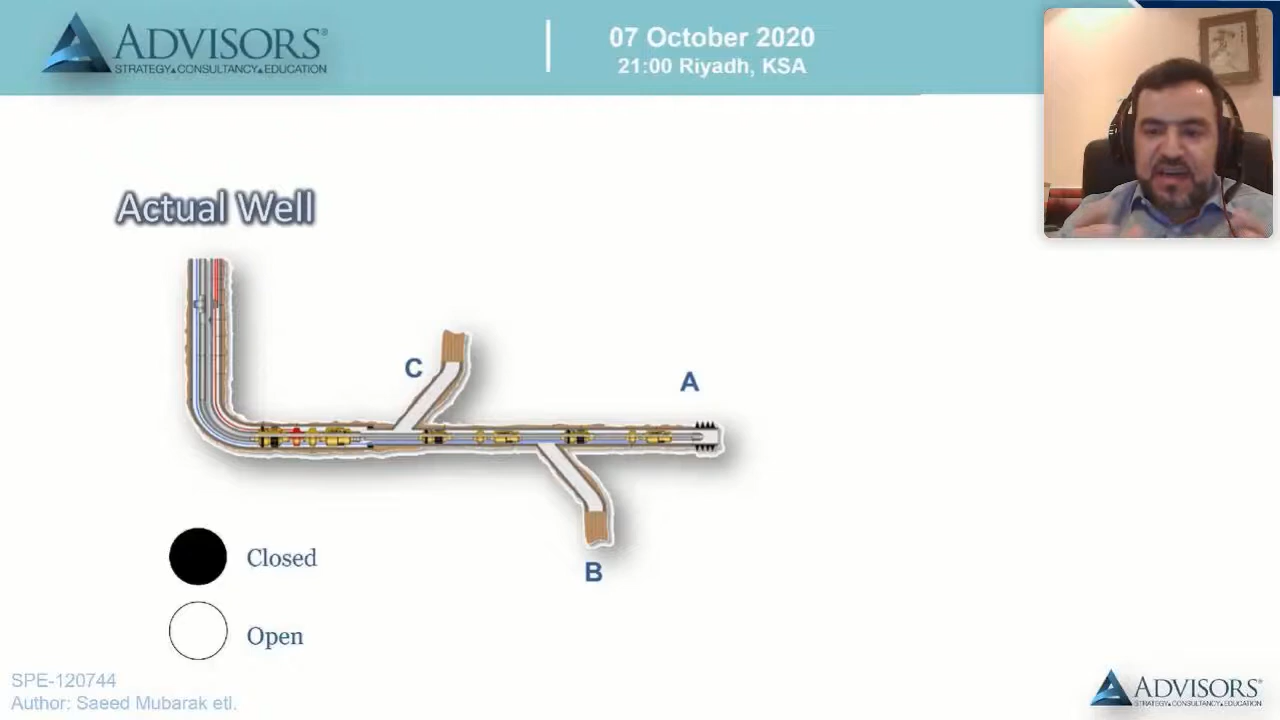 ADVISORS®
STRATEGY▲CONSULTANCY▲EDUCATION
07 October 2020
21:00 Riyadh, KSA
Actual Well
C
A
B
Closed
Open
SPE-120744
Author: Saeed Mubarak etl.
ADVISORS
STRATEGY▲CONSULTANCY▲EDUCATION